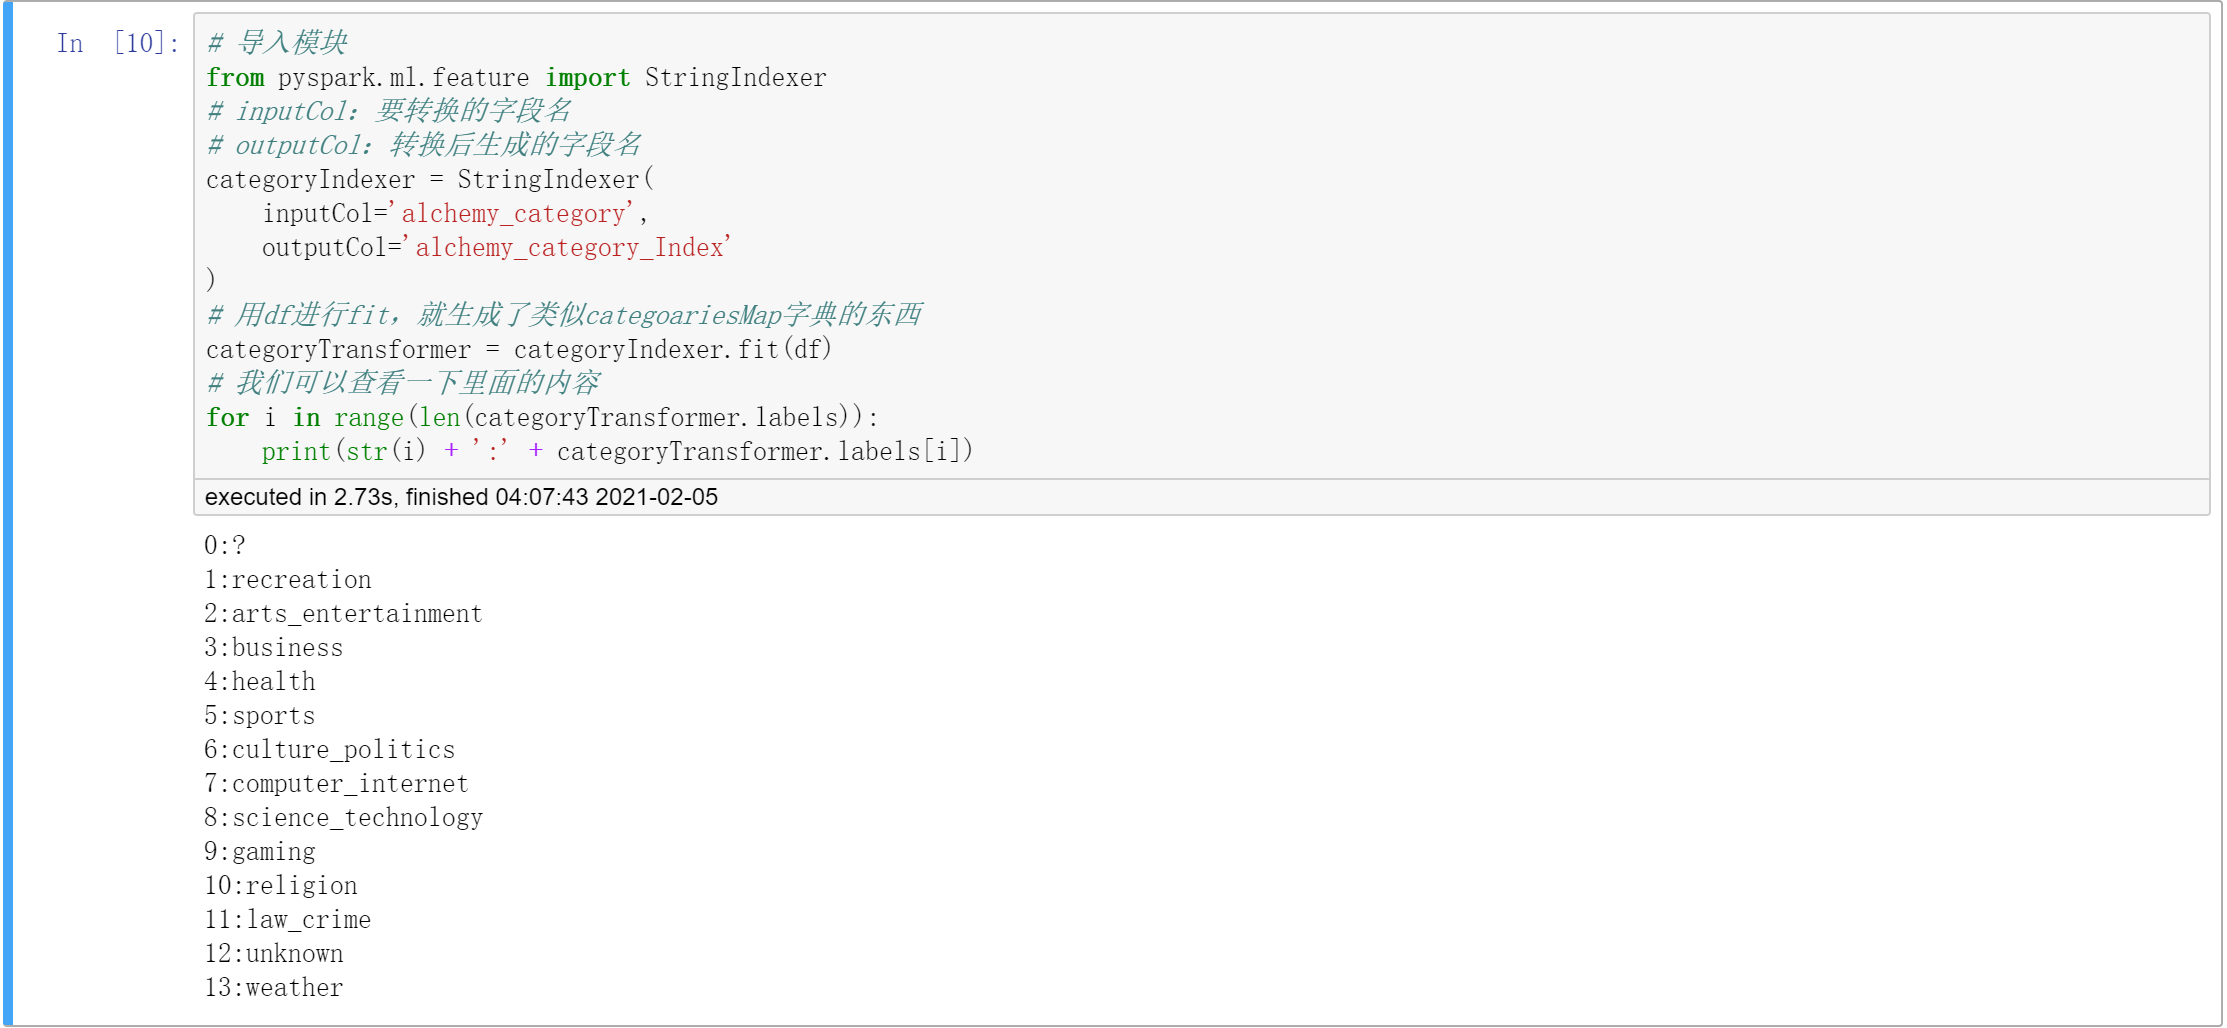 In [10]:
# 导入模块
from pyspark.ml.feature import StringIndexer
# inputCol：要转换的字段名
# outputCol：转换后生成的字段名
categoryIndexer = StringIndexer(
    inputCol='alchemy_category',
    outputCol='alchemy_category_Index'
)
# 用df进行fit，就生成了类似categoariesMap字典的东西
categoryTransformer = categoryIndexer.fit(df)
# 我们可以查看一下里面的内容
for i in range(len(categoryTransformer.labels)):
    print(str(i) + ':' + categoryTransformer.labels[i])
executed in 2.73s, finished 04:07:43 2021-02-05
0:?
1:recreation
2:arts_entertainment
3:business
4:health
5:sports
6:culture_politics
7:computer_internet
8:science_technology
9:gaming
10:religion
11:law_crime
12:unknown
13:weather